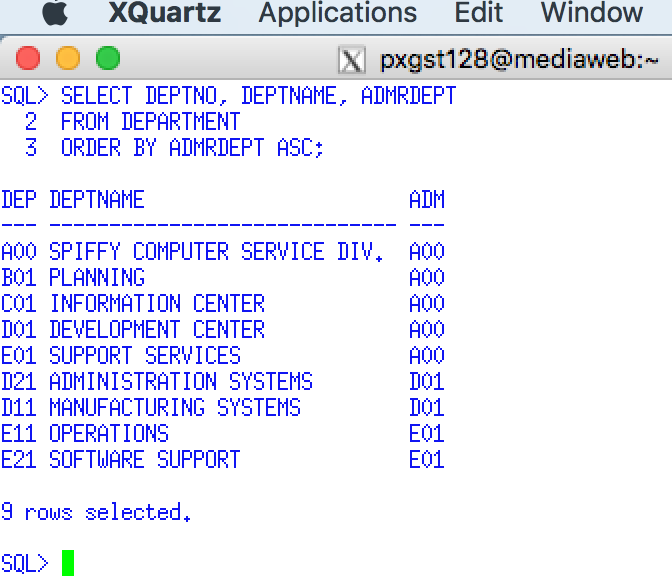 XQuartz Applications Edit Window
X pxgst128@mediaweb:~
SQL> SELECT DEPTNO, DEPTNAME, ADMRDEPT
2 FROM DEPARTMENT
3 ORDER BY ADMRDEPT ASC;
DEP DEPTNAME ADM
--- ----------------------------- ---
A00 SPIFFY COMPUTER SERVICE DIV. A00
B01 PLANNING A00
C01 INFORMATION CENTER A00
D01 DEVELOPMENT CENTER A00
E01 SUPPORT SERVICES A00
D21 ADMINISTRATION SYSTEMS D01
D11 MANUFACTURING SYSTEMS D01
E11 OPERATIONS E01
E21 SOFTWARE SUPPORT E01
9 rows selected.
SQL>